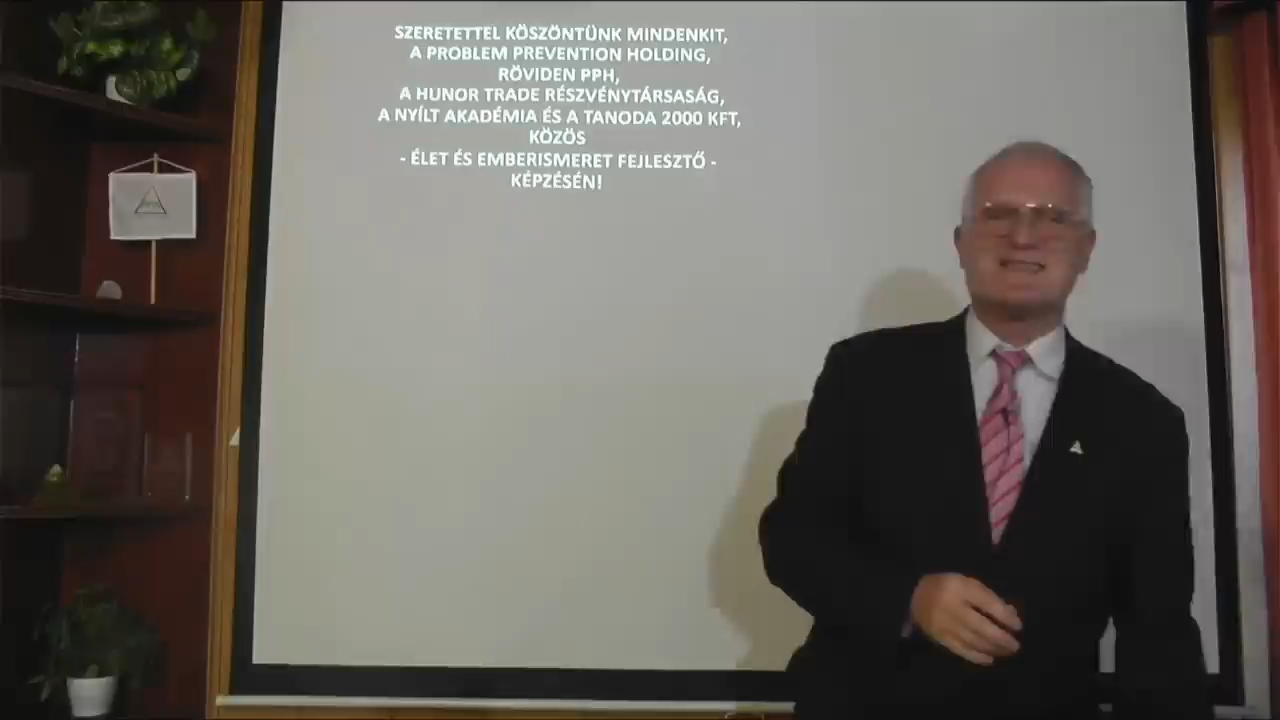 SZERETETTEL KÖSZÖNTÜNK MINDENKIT,
A PROBLEM PREVENTION HOLDING,
RÖVIDEN PPH,
A HUNOR TRADE RÉSZVÉNYTÁRSASÁG,
A NYÍLT AKADÉMIA ÉS A TANODA 2000 KFT,
KÖZÖS
- ÉLET ÉS EMBERISMERET FEJLESZTŐ -
KÉPZÉSÉN!